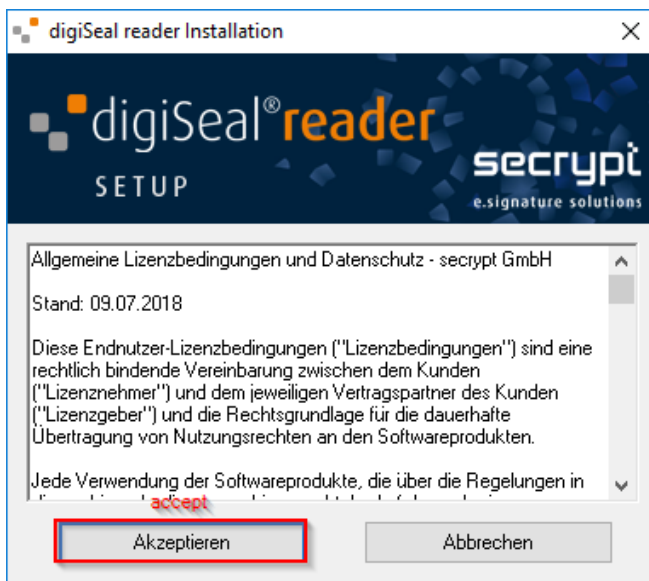 digiSeal reader Installation
digiSeal®reader
SETUP
secrypt
e.signature solutions
Allgemeine Lizenzbedingungen und Datenschutz - secrypt GmbH
Stand: 09.07.2018
Diese Endnutzer-Lizenzbedingungen ("Lizenzbedingungen") sind eine
rechtlich bindende Vereinbarung zwischen dem Kunden
("Lizenznehmer") und dem jeweiligen Vertragspartner des Kunden
("Lizenzgeber") und die Rechtsgrundlage für die dauerhafte
Übertragung von Nutzungsrechten an den Softwareprodukten.
Jede Verwendung der Softwareprodukte, die über die Regelungen in
accept
Akzeptieren
Abbrechen